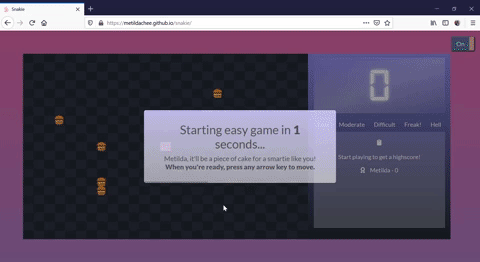 Snakie
https://metildachee.github.io/snakie/
On
0
Moderate Difficult Freak! Hell
Starting easy game in 1
seconds...
Metilda, it'll be a piece of cake for a smartie like you!
When you're ready, press any arrow key to move.
Start playing to get a highscore!
Metilda - 0